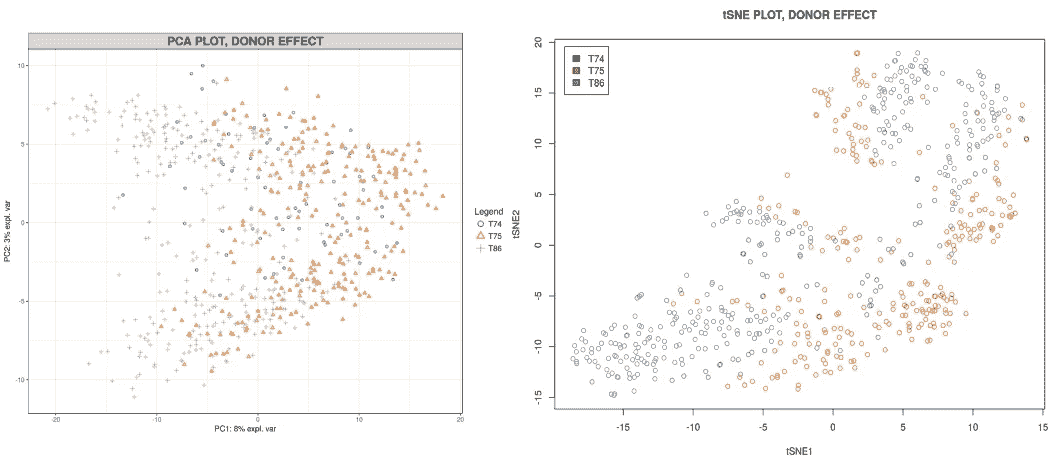 PCA PLOT, DONOR EFFECT
10
5
0
-5
-10
-20
-10
0
10
20
PC1: 8% expl. var
PC2: 3% expl. var
Legend
T74
T75
T86
tSNE PLOT, DONOR EFFECT
T74
T75
T86
20
15
10
5
0
-5
-10
-15
-15
-10
-5
0
5
10
15
tSNE1
tSNE2